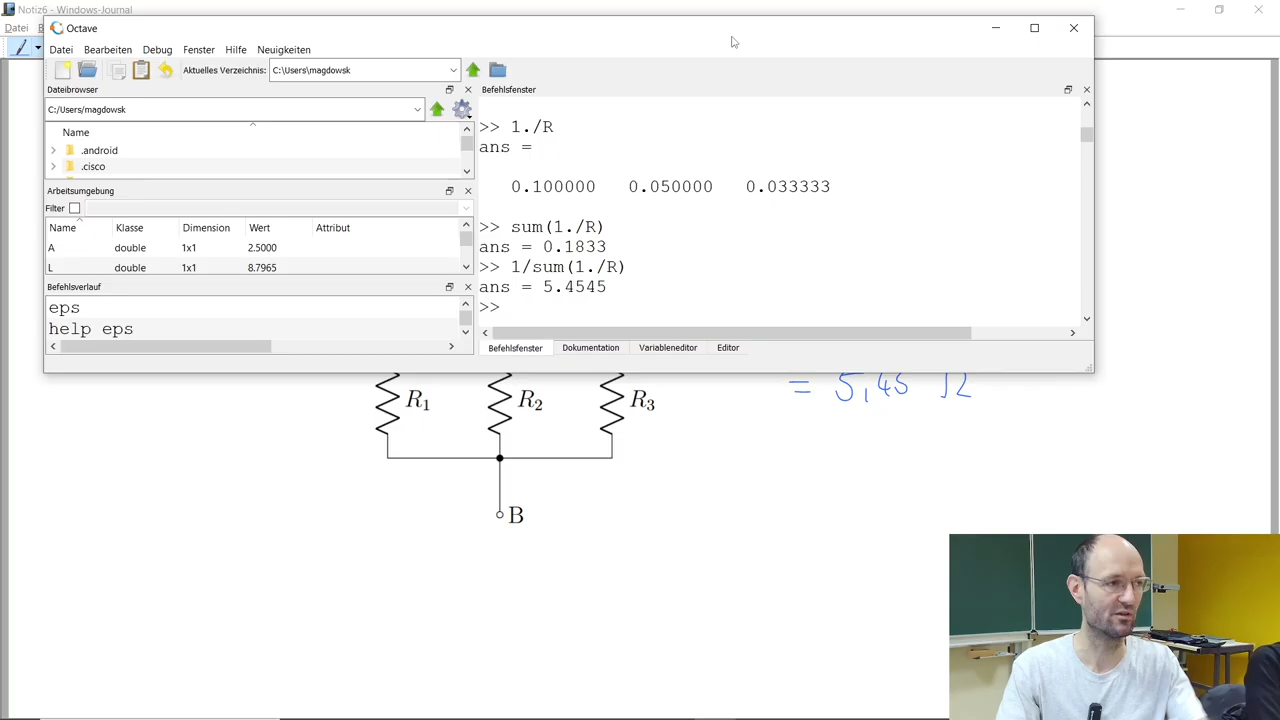 Notiz6 - Windows-Journal
Datei
Octave
Datei Bearbeiten Debug Fenster Hilfe Neuigkeiten
Aktuelles Verzeichnis: C:\Users\magdowsk
Dateibrowser
C:/Users/magdowsk
Name
.android
.cisco
Arbeitsumgebung
Filter
Name Klasse Dimension Wert Attribut
A double 1x1 2.5000
L double 1x1 8.7965
Befehlsverlauf
eps
help eps
Befehlsfenster
>> 1./R
ans =
0.100000 0.050000 0.033333
>> sum(1./R)
ans = 0.1833
>> 1/sum(1./R)
ans = 5.4545
>>
Befehlsfenster Dokumentation Variableneditor Editor
= 5,45 Ω
R1 R2 R3
B